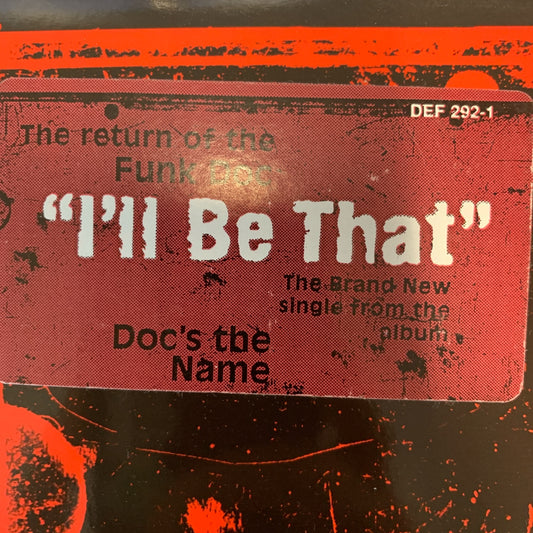 DEF 292-1
The return of the
Funk Doc
"I'll Be That"
The Brand New
single from the
album
Doc's the
Name